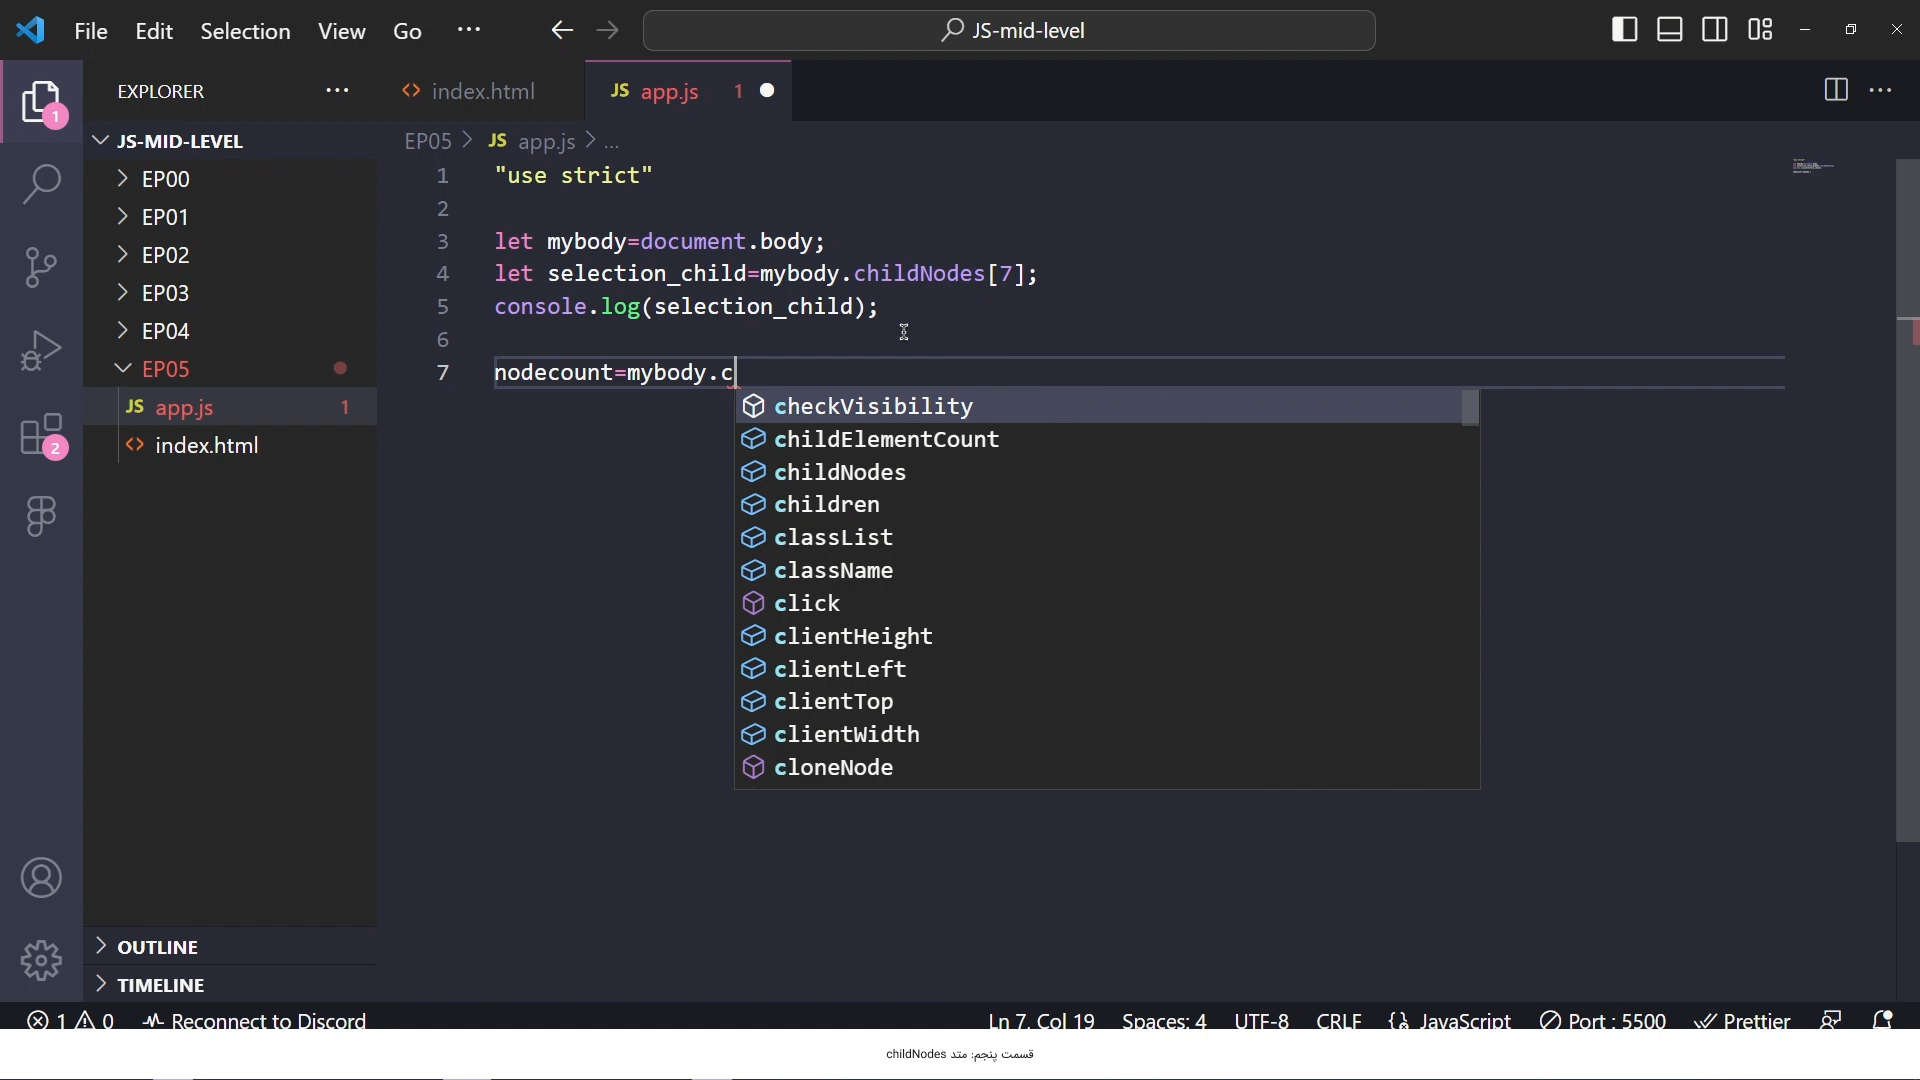 File Edit Selection View Go ... JS-mid-level
EXPLORER ...
<> index.html
JS app.js 1
JS-MID-LEVEL
EP00
EP01
EP02
EP03
EP04
EP05
JS app.js 1
<> index.html
OUTLINE
TIMELINE
1
2
EP05 > JS app.js > ...
1 "use strict"
2
3 let mybody=document.body;
4 let selection_child=mybody.childNodes[7];
5 console.log(selection_child);
6
7 nodecount=mybody.c
checkVisibility
childElementCount
childNodes
children
classList
className
click
clientHeight
clientLeft
clientTop
clientWidth
cloneNode
1 0 Reconnect to Discord Ln 7, Col 19 Spaces: 4 UTF-8 CRLF {} JavaScript Port : 5500 Prettier
قسمت پنجم: متد childNodes